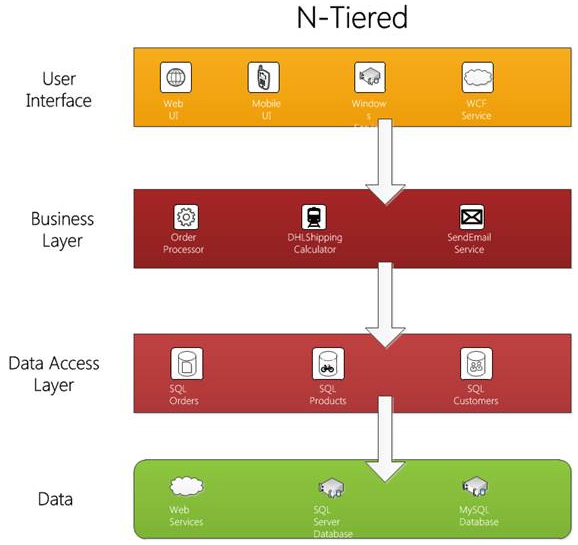 N-Tiered
User
Interface
Web
UI
Mobile
UI
Window
s
WCF
Service
Business
Layer
Order
Processor
DHLShipping
Calculator
SendEmail
Service
Data Access
Layer
SQL
Orders
SQL
Products
SQL
Customers
Data
Web
Services
SQL
Server
Database
MySQL
Database